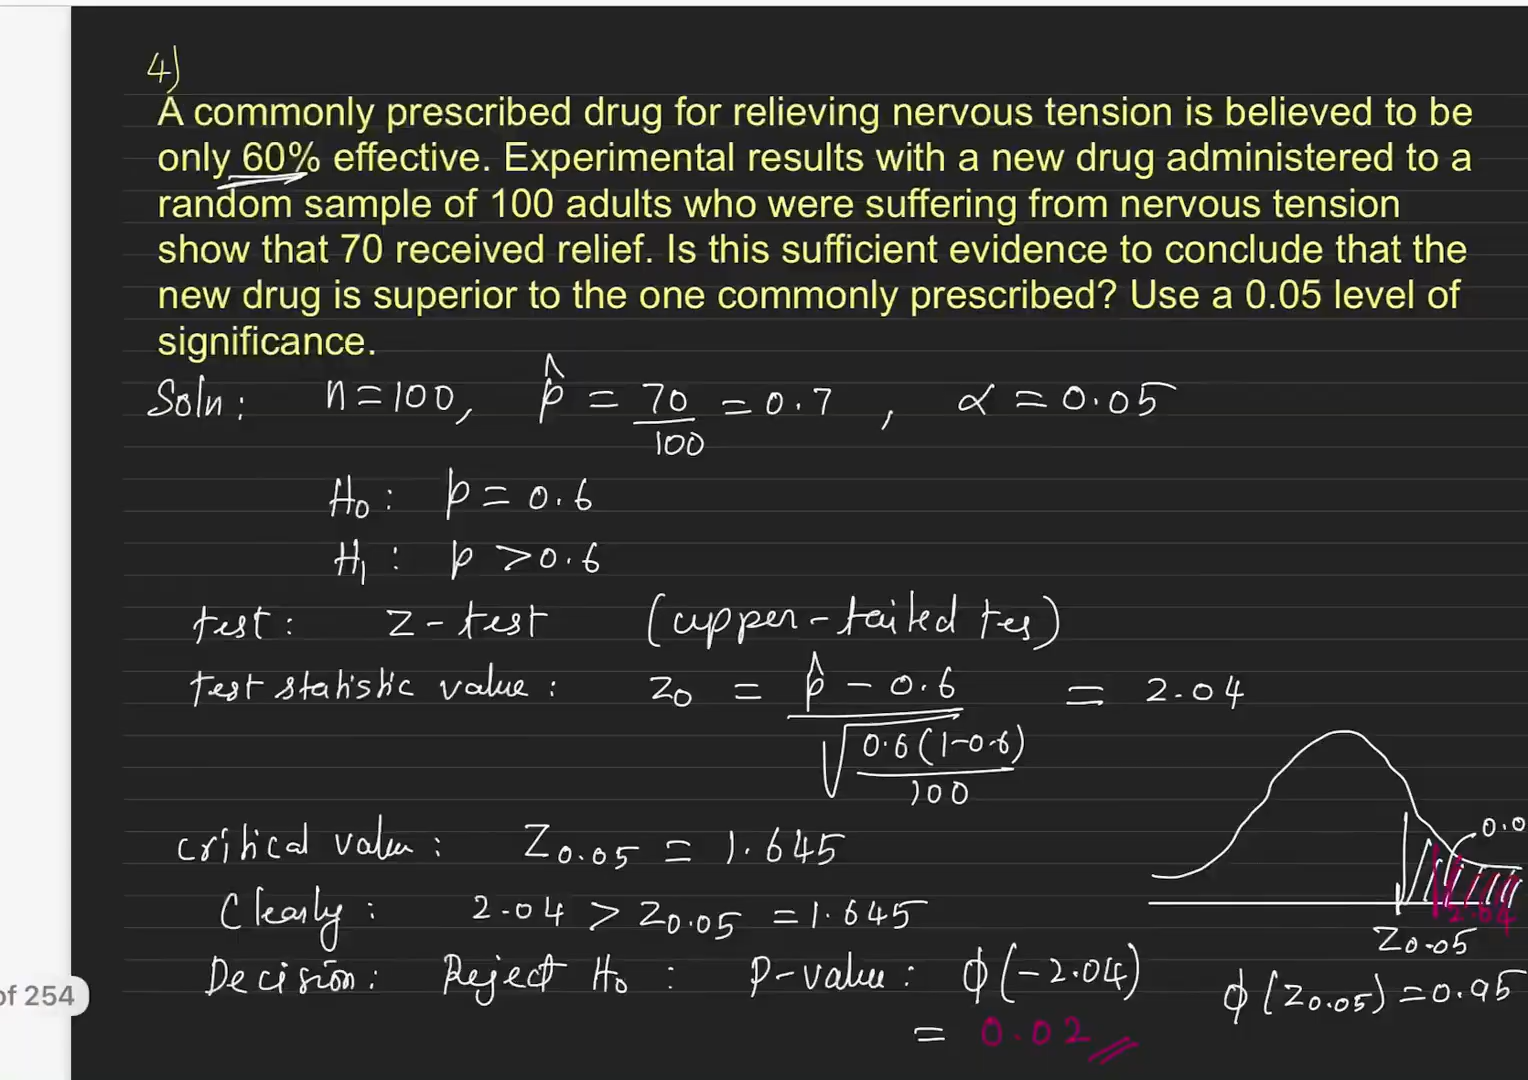 4)
A commonly prescribed drug for relieving nervous tension is believed to be
only 60% effective. Experimental results with a new drug administered to a
random sample of 100 adults who were suffering from nervous tension
show that 70 received relief. Is this sufficient evidence to conclude that the
new drug is superior to the one commonly prescribed? Use a 0.05 level of
significance.
Soln: n=100, p̂ = 70/100 = 0.7, α = 0.05
H₀: p = 0.6
H₁: p > 0.6
test: z-test (upper-tailed tes)
test statistic value: z₀ = (p̂ - 0.6)/√(0.6(1-0.6)/100) = 2.04
0.0
critical value: Z₀.₀₅ = 1.645
Clearly: 2.04 > Z₀.₀₅ = 1.645
2.04
Z₀.₀₅
Decision: Reject H₀: P-value: ϕ(-2.04) ϕ(Z₀.₀₅) = 0.95
of 254
= 0.02